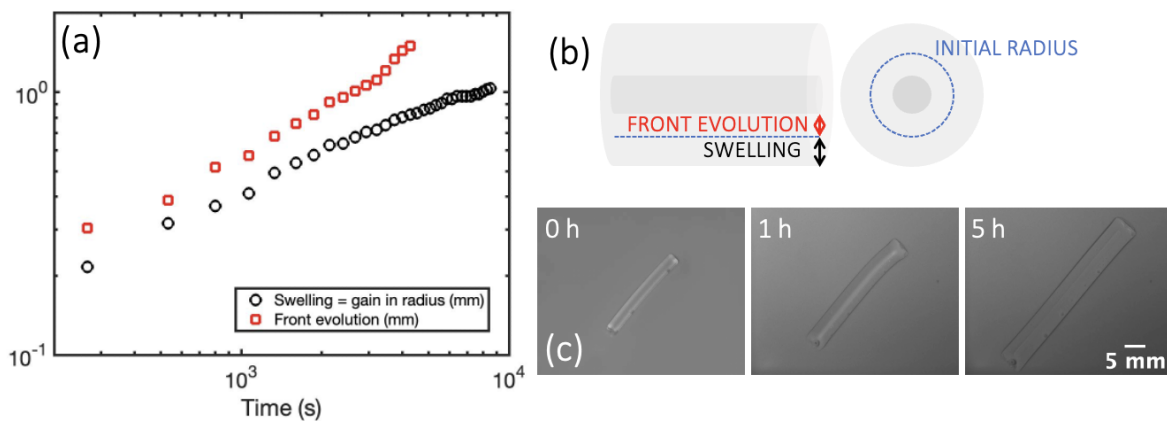 (a)
10⁰
10⁻¹
10³
10⁴
Time (s)
Swelling = gain in radius (mm)
Front evolution (mm)
(b)
INITIAL RADIUS
FRONT EVOLUTION
SWELLING
0 h
1 h
5 h
(c)
5 mm